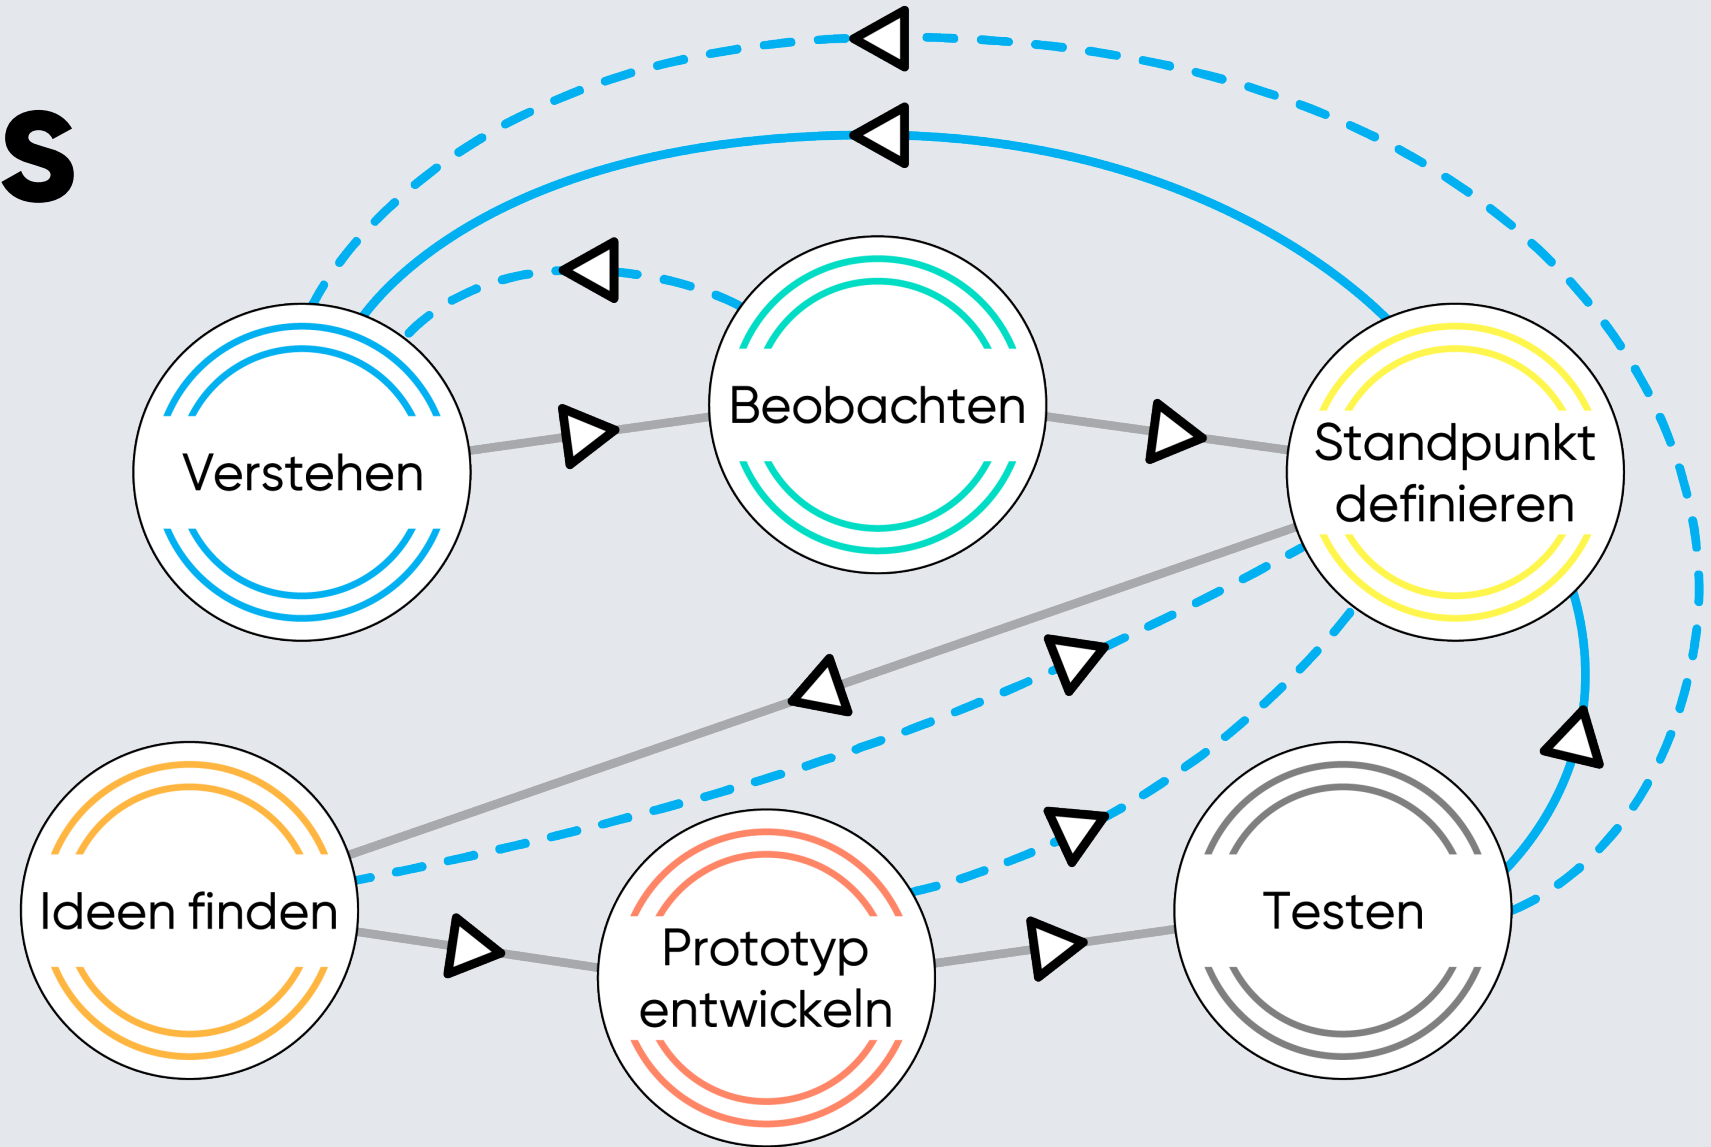 s
Verstehen
Beobachten
Standpunkt
definieren
Ideen finden
Prototyp
entwickeln
Testen